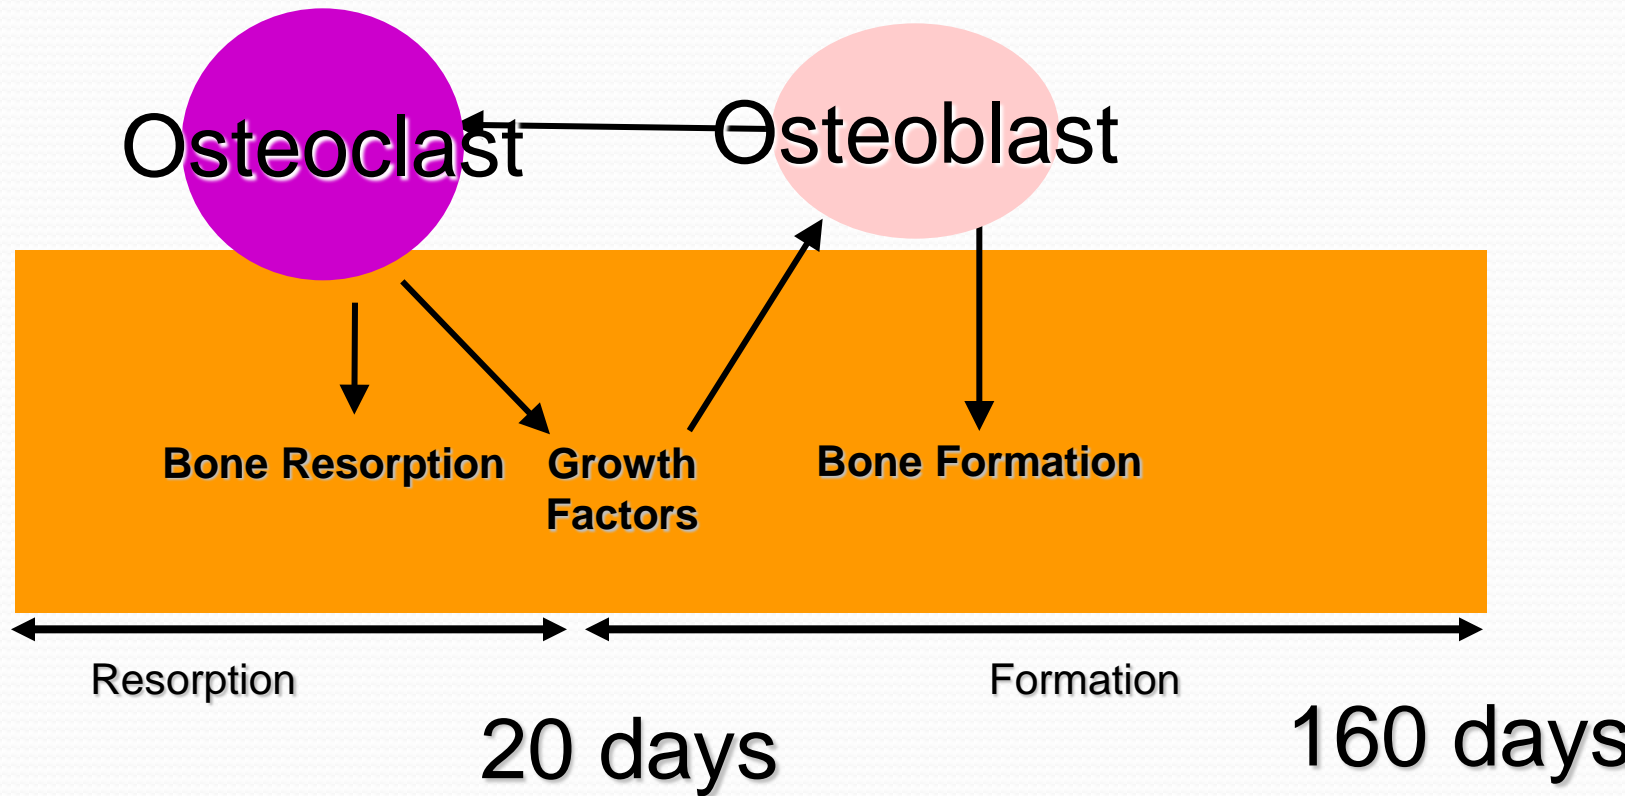 Osteoclast
Osteoblast
Bone Resorption
Growth
Factors
Bone Formation
Resorption
Formation
20 days
160 days